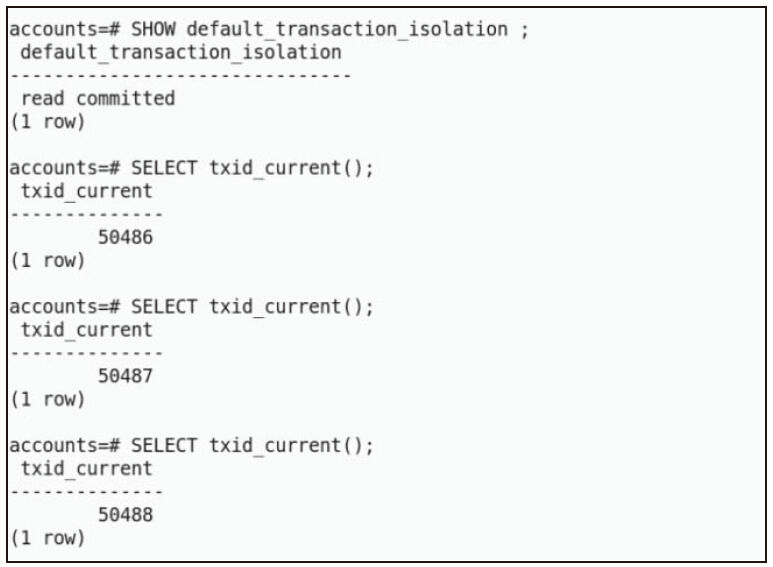 accounts=# SHOW default_transaction_isolation ;
 default_transaction_isolation
-------------------------------
 read committed
(1 row)

accounts=# SELECT txid_current();
 txid_current
--------------
        50486
(1 row)

accounts=# SELECT txid_current();
 txid_current
--------------
        50487
(1 row)

accounts=# SELECT txid_current();
 txid_current
--------------
        50488
(1 row)